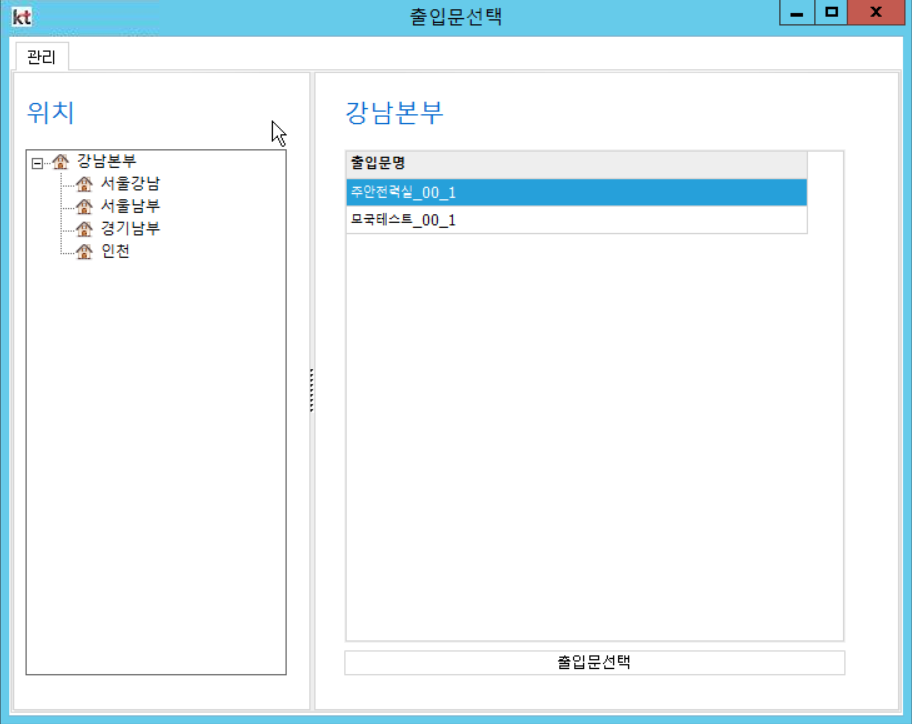 kt
출입문선택
관리
위치
강남본부
서울강남
서울남부
경기남부
인천
강남본부
출입문명
주안전력실_00_1
모국테스트_00_1
출입문선택